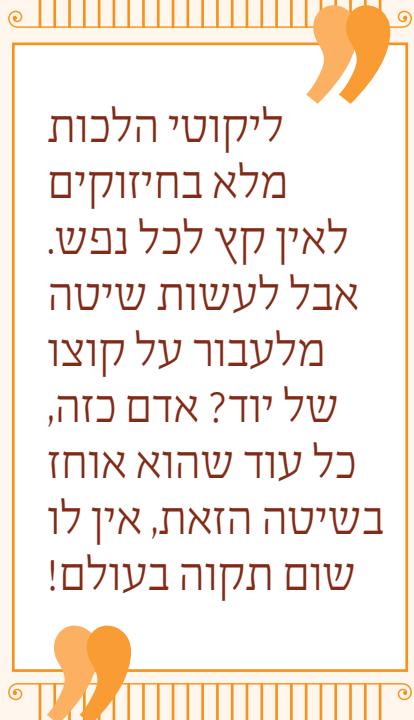 ליקוטי הלכות
מלא בחיזוקים
לאין קץ לכל נפש.
אבל לעשות שיטה
מלעבור על קוצו
של יוד? אדם כזה,
כל עוד שהוא אוחז
בשיטה הזאת, אין לו
שום תקוה בעולם!